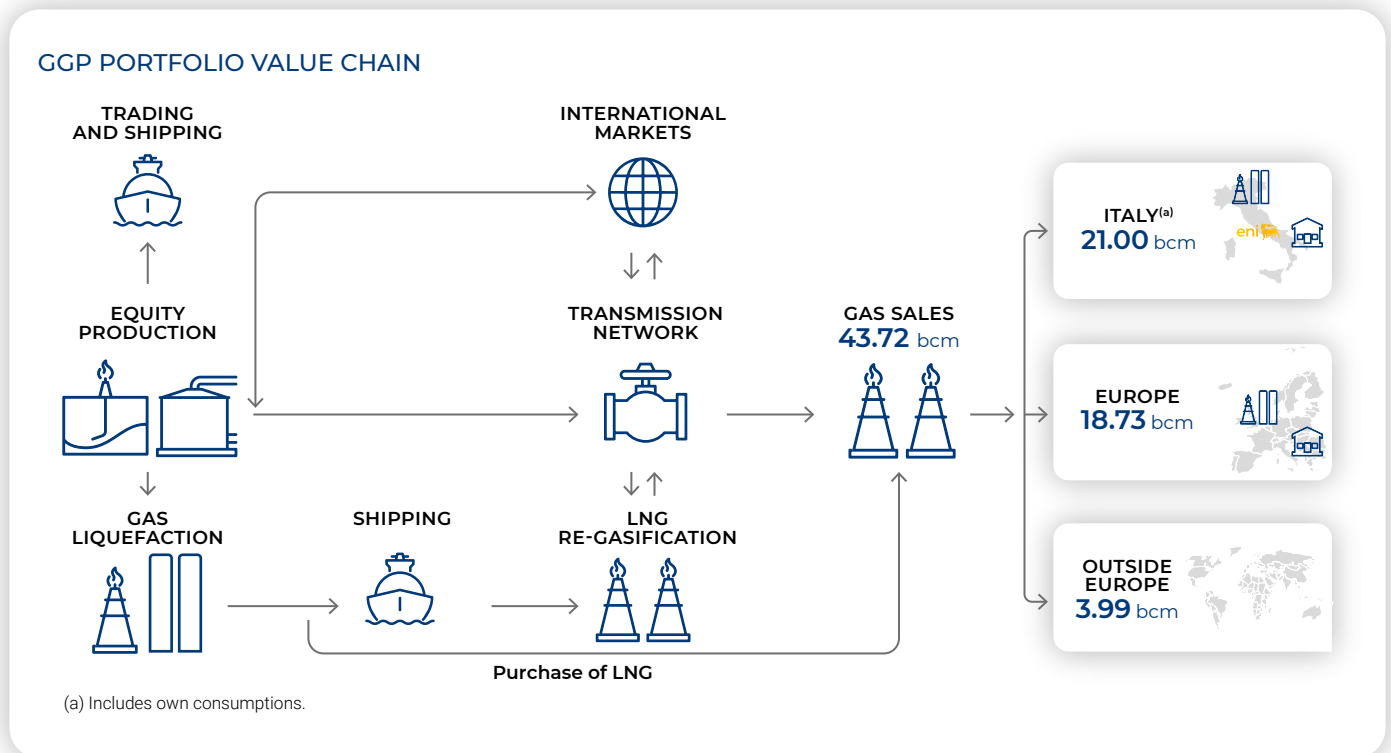 GGP PORTFOLIO VALUE CHAIN
TRADING
AND SHIPPING
INTERNATIONAL
MARKETS
ITALY(a)
21.00 bcm
eni
EQUITY
PRODUCTION
TRANSMISSION
NETWORK
GAS SALES
43.72 bcm
EUROPE
18.73 bcm
GAS
LIQUEFACTION
SHIPPING
LNG
RE-GASIFICATION
OUTSIDE
EUROPE
3.99 bcm
Purchase of LNG
(a) Includes own consumptions.